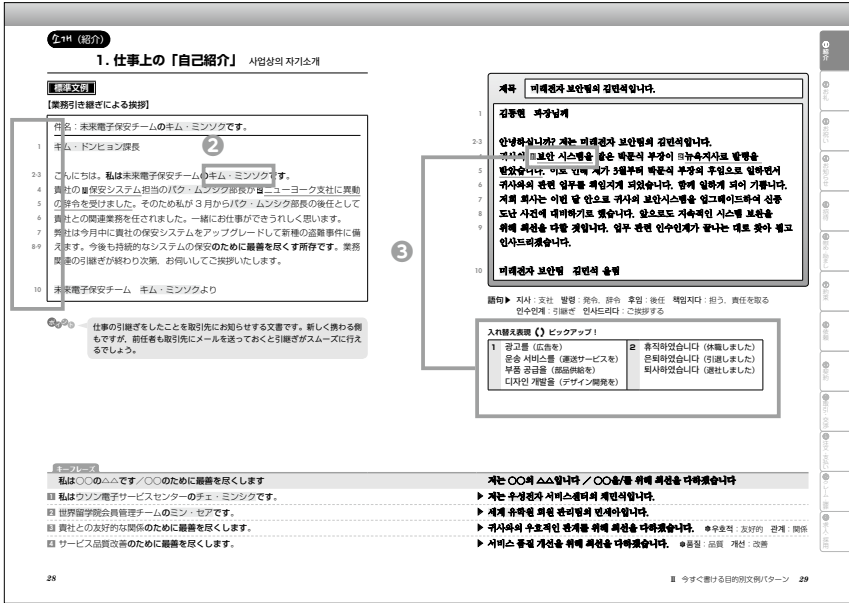 소개（紹介）
1. 仕事上の「自己紹介」 사업상의 자기소개
標準文例
【業務引き継ぎによる挨拶】
件名：未来電子保安チームのキム・ミンソクです。
1 キム・ドンヒョン課長
2
2-3 こんにちは。私は未来電子保安チームのキム・ミンソクです。
4 貴社の1保安システム担当のパク・ムンシク部長が2ニューヨーク支社に異動
5 の辞令を受けました。そのため私が3月からパク・ムンシク部長の後任として
6 貴社との関連業務を任されました。一緒にお仕事ができうれしく思います。
7 弊社は今月中に貴社の保安システムをアップグレードして新種の盗難事件に備
8-9 えます。今後も持続的なシステムの保安のために最善を尽くす所存です。業務
関連の引継ぎが終わり次第、お伺いしてご挨拶いたします。
10 未来電子保安チーム キム・ミンソクより
ポイント 仕事の引継ぎをしたことを取引先にお知らせする文書です。新しく携わる側
もですが、前任者も取引先にメールを送っておくと引継ぎがスムーズに行え
るでしょう。
제목 미래전자 보안팀의 김민석입니다.
1 김동현 과장님께
2-3 안녕하십니까? 저는 미래전자 보안팀의 김민석입니다.
귀사의 1보안 시스템을 맡은 박문식 부장이 2뉴욕지사로 발령을
받았습니다. 이로 인해 제가 3월부터 박문식 부장의 후임으로 일하면서
6 귀사와의 관련 업무를 책임지게 되었습니다. 함께 일하게 되어 기쁩니다.
7 저희 회사는 이번 달 안으로 귀사의 보안시스템을 업그레이드하여 신종
8 도난 사건에 대비하기로 했습니다. 앞으로도 지속적인 시스템 보완을
9 위해 최선을 다할 것입니다. 업무 관련 인수인계가 끝나는 대로 찾아 뵙고
인사드리겠습니다.
10 미래전자 보안팀 김민석 올림
3
語句▶ 지사：支社 발령：発令、辞令 후임：後任 책임지다：担う、責任を取る
인수인계：引継ぎ 인사드리다：ご挨拶する
入れ替え表現《》ピックアップ！
1 광고를（広告を）
운송 서비스를（運送サービスを）
부품 공급을（部品供給を）
디자인 개발을（デザイン開発を）
2 휴직하였습니다（休職しました）
은퇴하였습니다（引退しました）
퇴사하였습니다（退社しました）
キーフレーズ
私は○○の△△です／○○のために最善を尽くします 저는 ○○의 △△입니다 / ○○을/를 위해 최선을 다하겠습니다
1 私はウソン電子サービスセンターのチェ・ミンシクです。 ▶ 저는 우성전자 서비스센터의 채민식입니다.
2 世界留学院会員管理チームのミン・セアです。 ▶ 세계 유학원 회원 관리팀의 민세아입니다.
3 貴社との友好的な関係のために最善を尽くします。 ▶ 귀사와의 우호적인 관계를 위해 최선을 다하겠습니다. ✽우호적：友好的 관계：関係
4 サービス品質改善のために最善を尽くします。 ▶ 서비스 품질 개선을 위해 최선을 다하겠습니다. ✽품질：品質 개선：改善
28
Ⅱ 今すぐ書ける目的別文例パターン 29